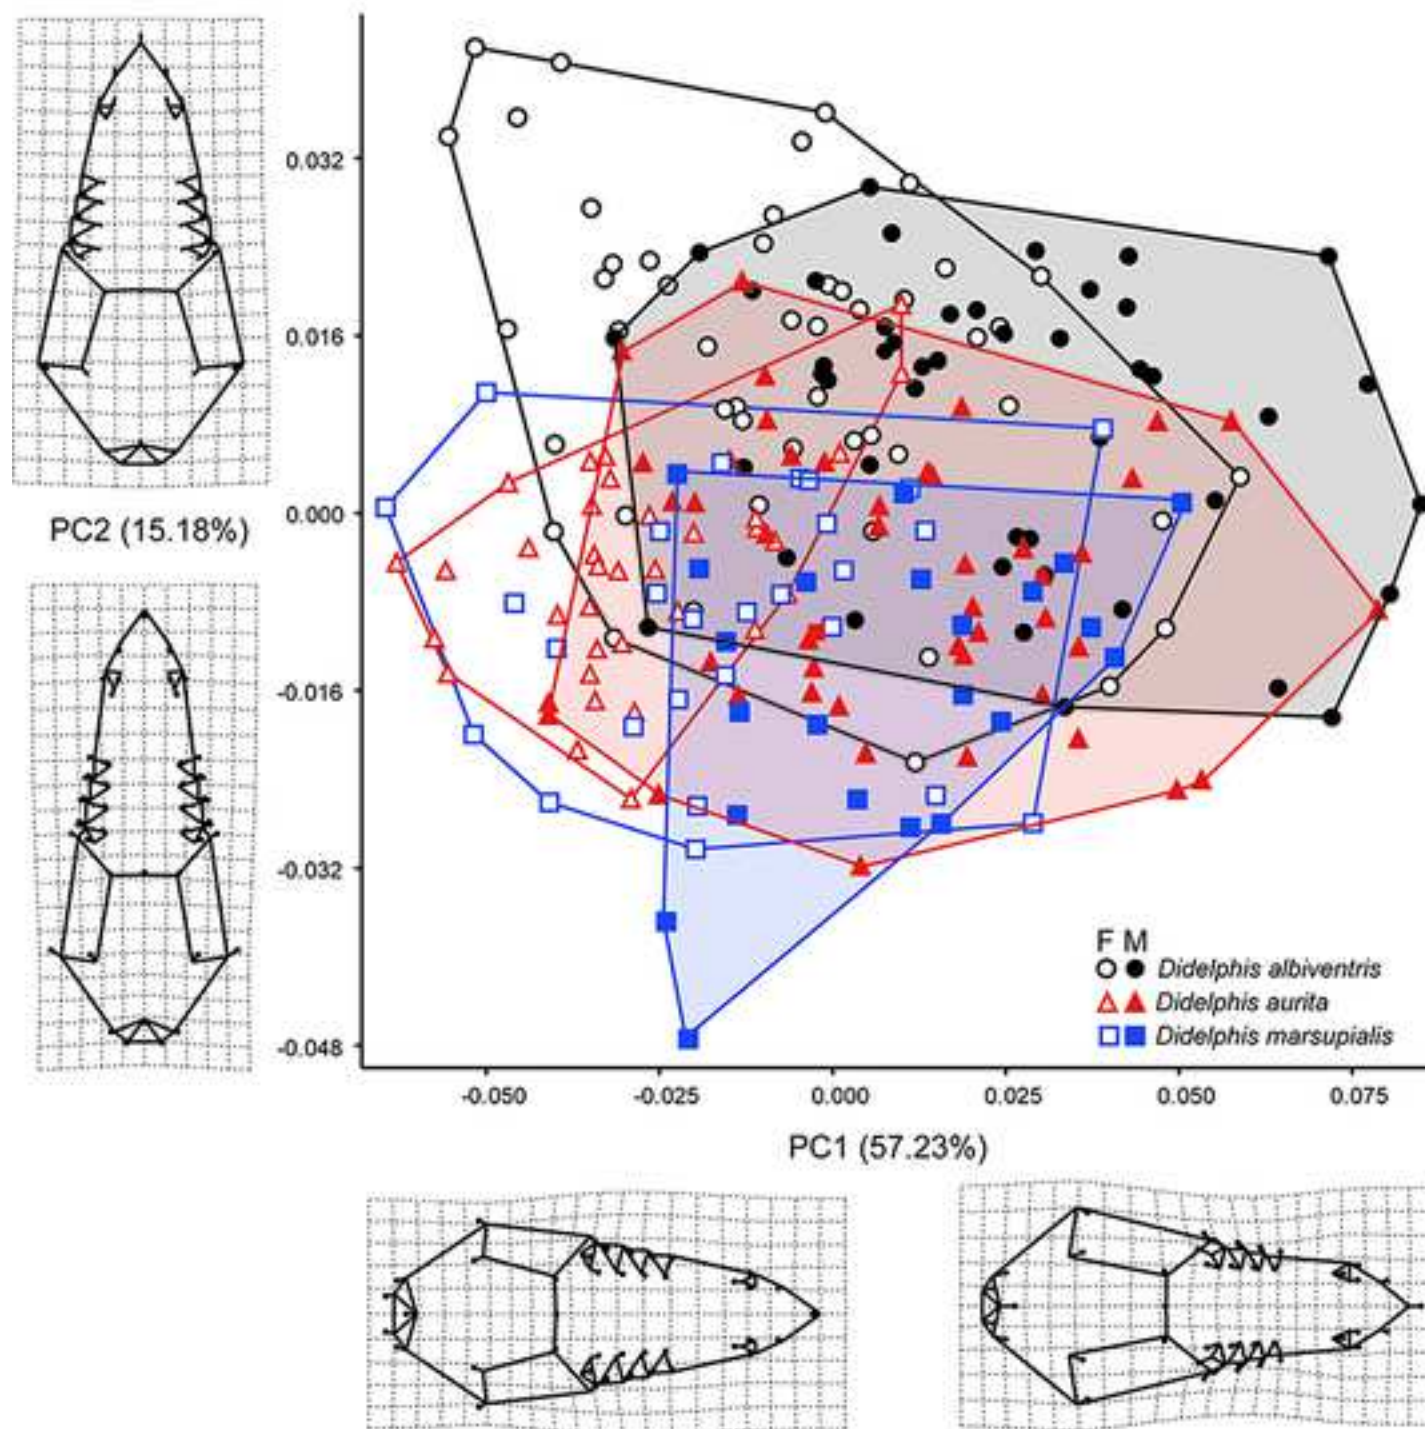 0.032
0.016
0.000
-0.016
-0.032
-0.048
PC2 (15.18%)
F M
Didelphis albiventris
Didelphis aurita
Didelphis marsupialis
-0.050 -0.025 0.000 0.025 0.050 0.075
PC1 (57.23%)